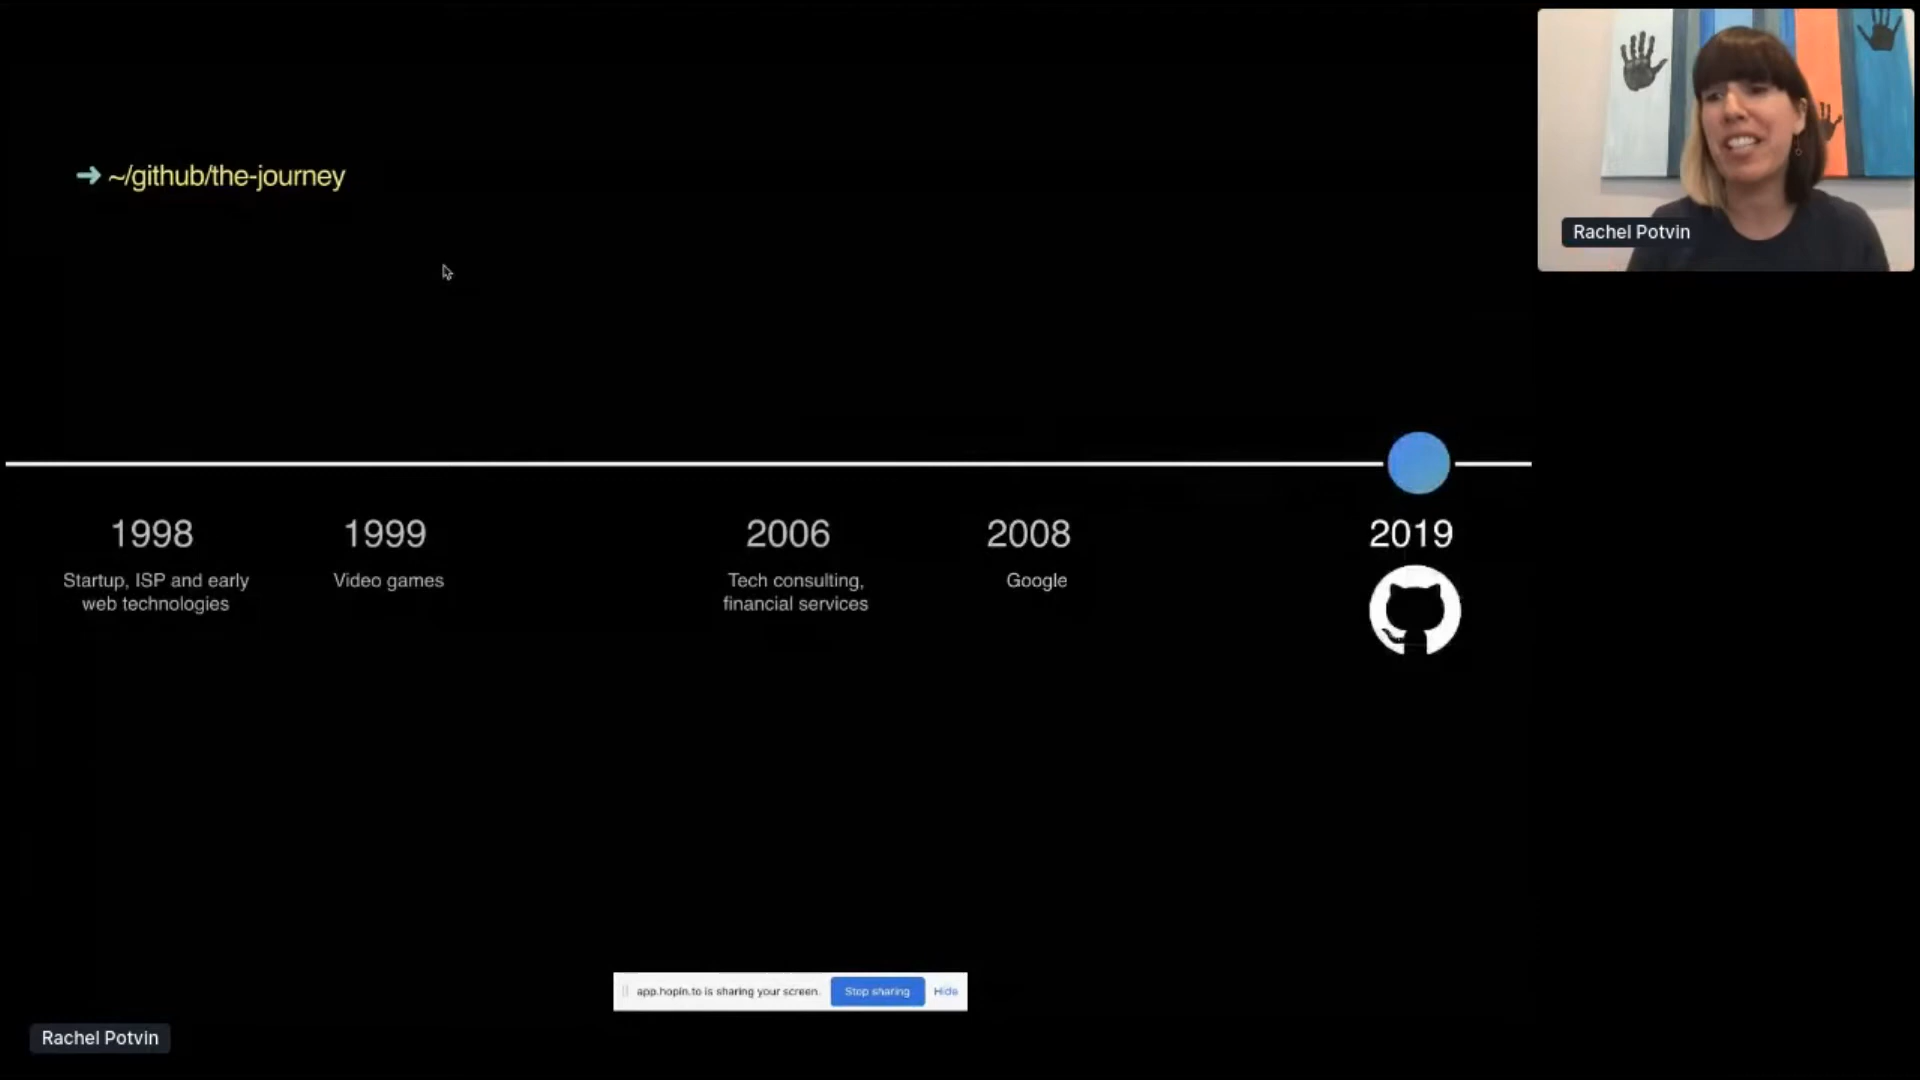 ➜ ~/github/the-journey
Rachel Potvin
1998
Startup, ISP and early
web technologies
1999
Video games
2006
Tech consulting,
financial services
2008
Google
2019
app.hopin.to is sharing your screen. Stop sharing Hide
Rachel Potvin